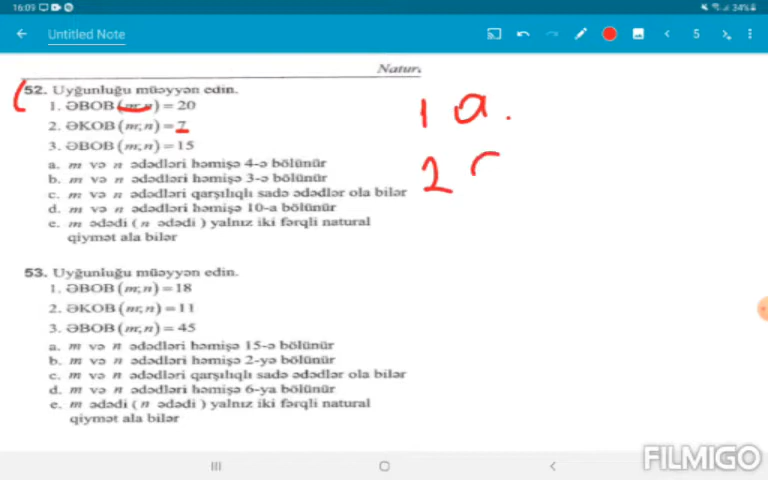 16:09
34%
Untitled Note
5
Natura
52. Uyğunluğu müəyyən edin.
1. ƏBOB(m;n) = 20
2. ƏKOB(m;n) = 7
3. ƏBOB(m;n) = 15
a. m və n ədədləri həmişə 4-ə bölünür
b. m və n ədədləri həmişə 3-ə bölünür
c. m və n ədədləri qarşılıqlı sadə ədədlər ola bilər
d. m və n ədədləri həmişə 10-a bölünür
e. m ədədi ( n ədədi ) yalnız iki fərqli natural
qiymət ala bilər
1 a.
2
53. Uyğunluğu müəyyən edin.
1. ƏBOB(m;n) = 18
2. ƏKOB(m;n) = 11
3. ƏBOB(m;n) = 45
a. m və n ədədləri həmişə 15-ə bölünür
b. m və n ədədləri həmişə 2-yə bölünür
c. m və n ədədləri qarşılıqlı sadə ədədlər ola bilər
d. m və n ədədləri həmişə 6-ya bölünür
e. m ədədi ( n ədədi ) yalnız iki fərqli natural
qiymət ala bilər
FILMIGO